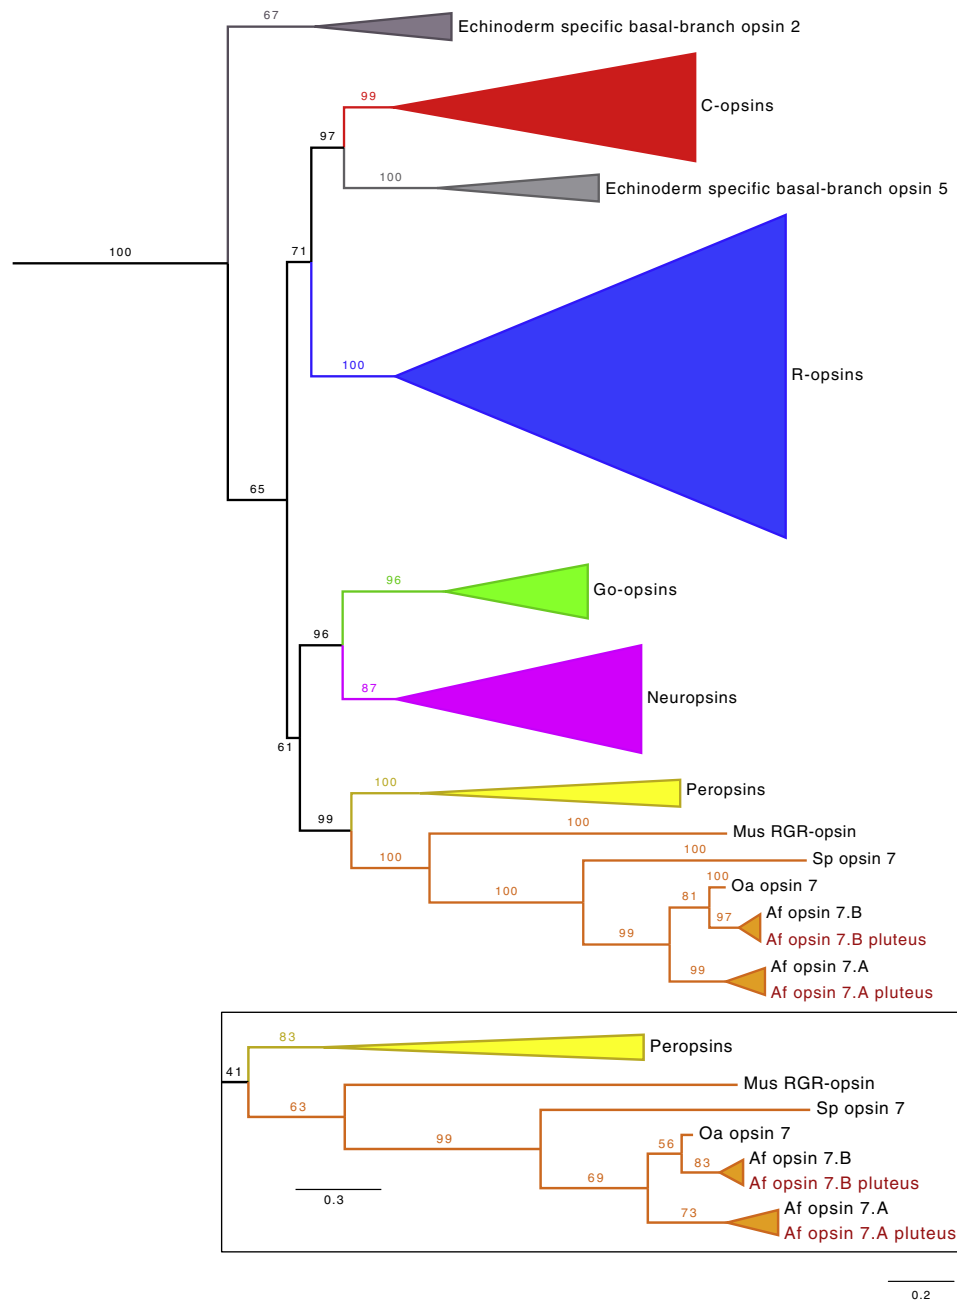 67
Echinoderm specific basal-branch opsin 2
99
C-opsins
97
100
Echinoderm specific basal-branch opsin 5
100
71
100
R-opsins
65
96
Go-opsins
96
87
Neuropsins
61
100
Peropsins
99
100
Mus RGR-opsin
100
100
Sp opsin 7
100
100
Oa opsin 7
81
97
Af opsin 7.B
Af opsin 7.B pluteus
99
99
Af opsin 7.A
Af opsin 7.A pluteus
83
Peropsins
41
Mus RGR-opsin
63
Sp opsin 7
99
Oa opsin 7
56
83
Af opsin 7.B
Af opsin 7.B pluteus
69
0.3
73
Af opsin 7.A
Af opsin 7.A pluteus
0.2